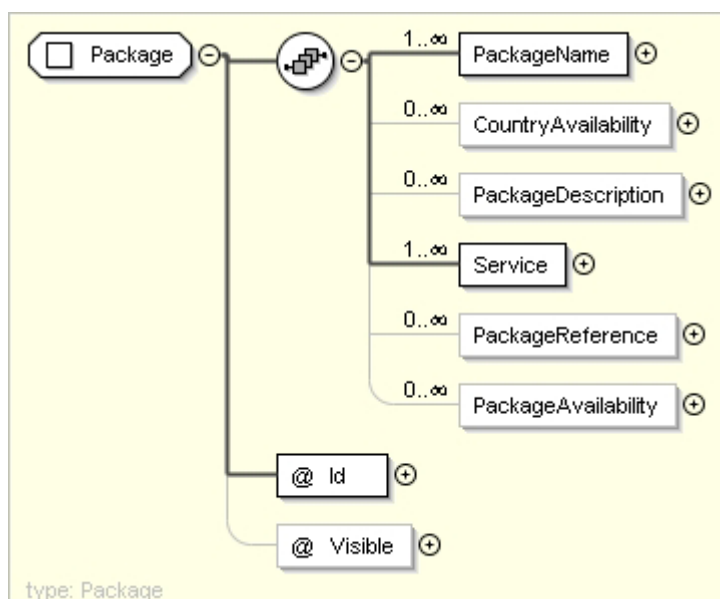 Package
1..∞
PackageName
0..∞
CountryAvailability
0..∞
PackageDescription
1..∞
Service
0..∞
PackageReference
0..∞
PackageAvailability
@ Id
@ Visible
type: Package